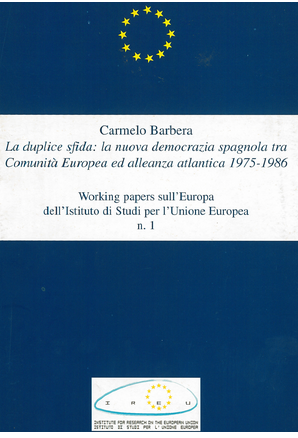 Carmelo Barbera
La duplice sfida: la nuova democrazia spagnola tra
Comunità Europea ed alleanza atlantica 1975-1986
Working papers sull'Europa
dell'Istituto di Studi per l'Unione Europea
n. 1
I R E U
INSTITUTE FOR RESEARCH ON THE EUROPEAN UNION
ISTITUTO DI STUDI PER L'UNIONE EUROPEA